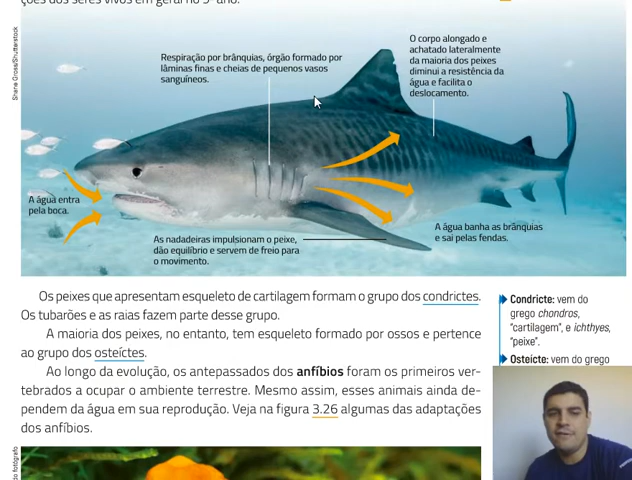 ções dos seres vivos em geral no 9º ano.
Shane Gross/Shutterstock
Respiração por brânquias, órgão formado por
lâminas finas e cheias de pequenos vasos
sanguíneos.
O corpo alongado e
achatado lateralmente
da maioria dos peixes
diminui a resistência da
água e facilita o
deslocamento.
A água entra
pela boca.
As nadadeiras impulsionam o peixe,
dão equilíbrio e servem de freio para
o movimento.
A água banha as brânquias
e sai pelas fendas.
Os peixes que apresentam esqueleto de cartilagem formam o grupo dos condrictes.
Os tubarões e as raias fazem parte desse grupo.
A maioria dos peixes, no entanto, tem esqueleto formado por ossos e pertence
ao grupo dos osteíctes.
Ao longo da evolução, os antepassados dos anfíbios foram os primeiros ver-
tebrados a ocupar o ambiente terrestre. Mesmo assim, esses animais ainda de-
pendem da água em sua reprodução. Veja na figura 3.26 algumas das adaptações
dos anfíbios.
Condricte: vem do
grego chondros,
“cartilagem”, e ichthyes,
“peixe”.
Osteícte: vem do grego
do fotógrafo